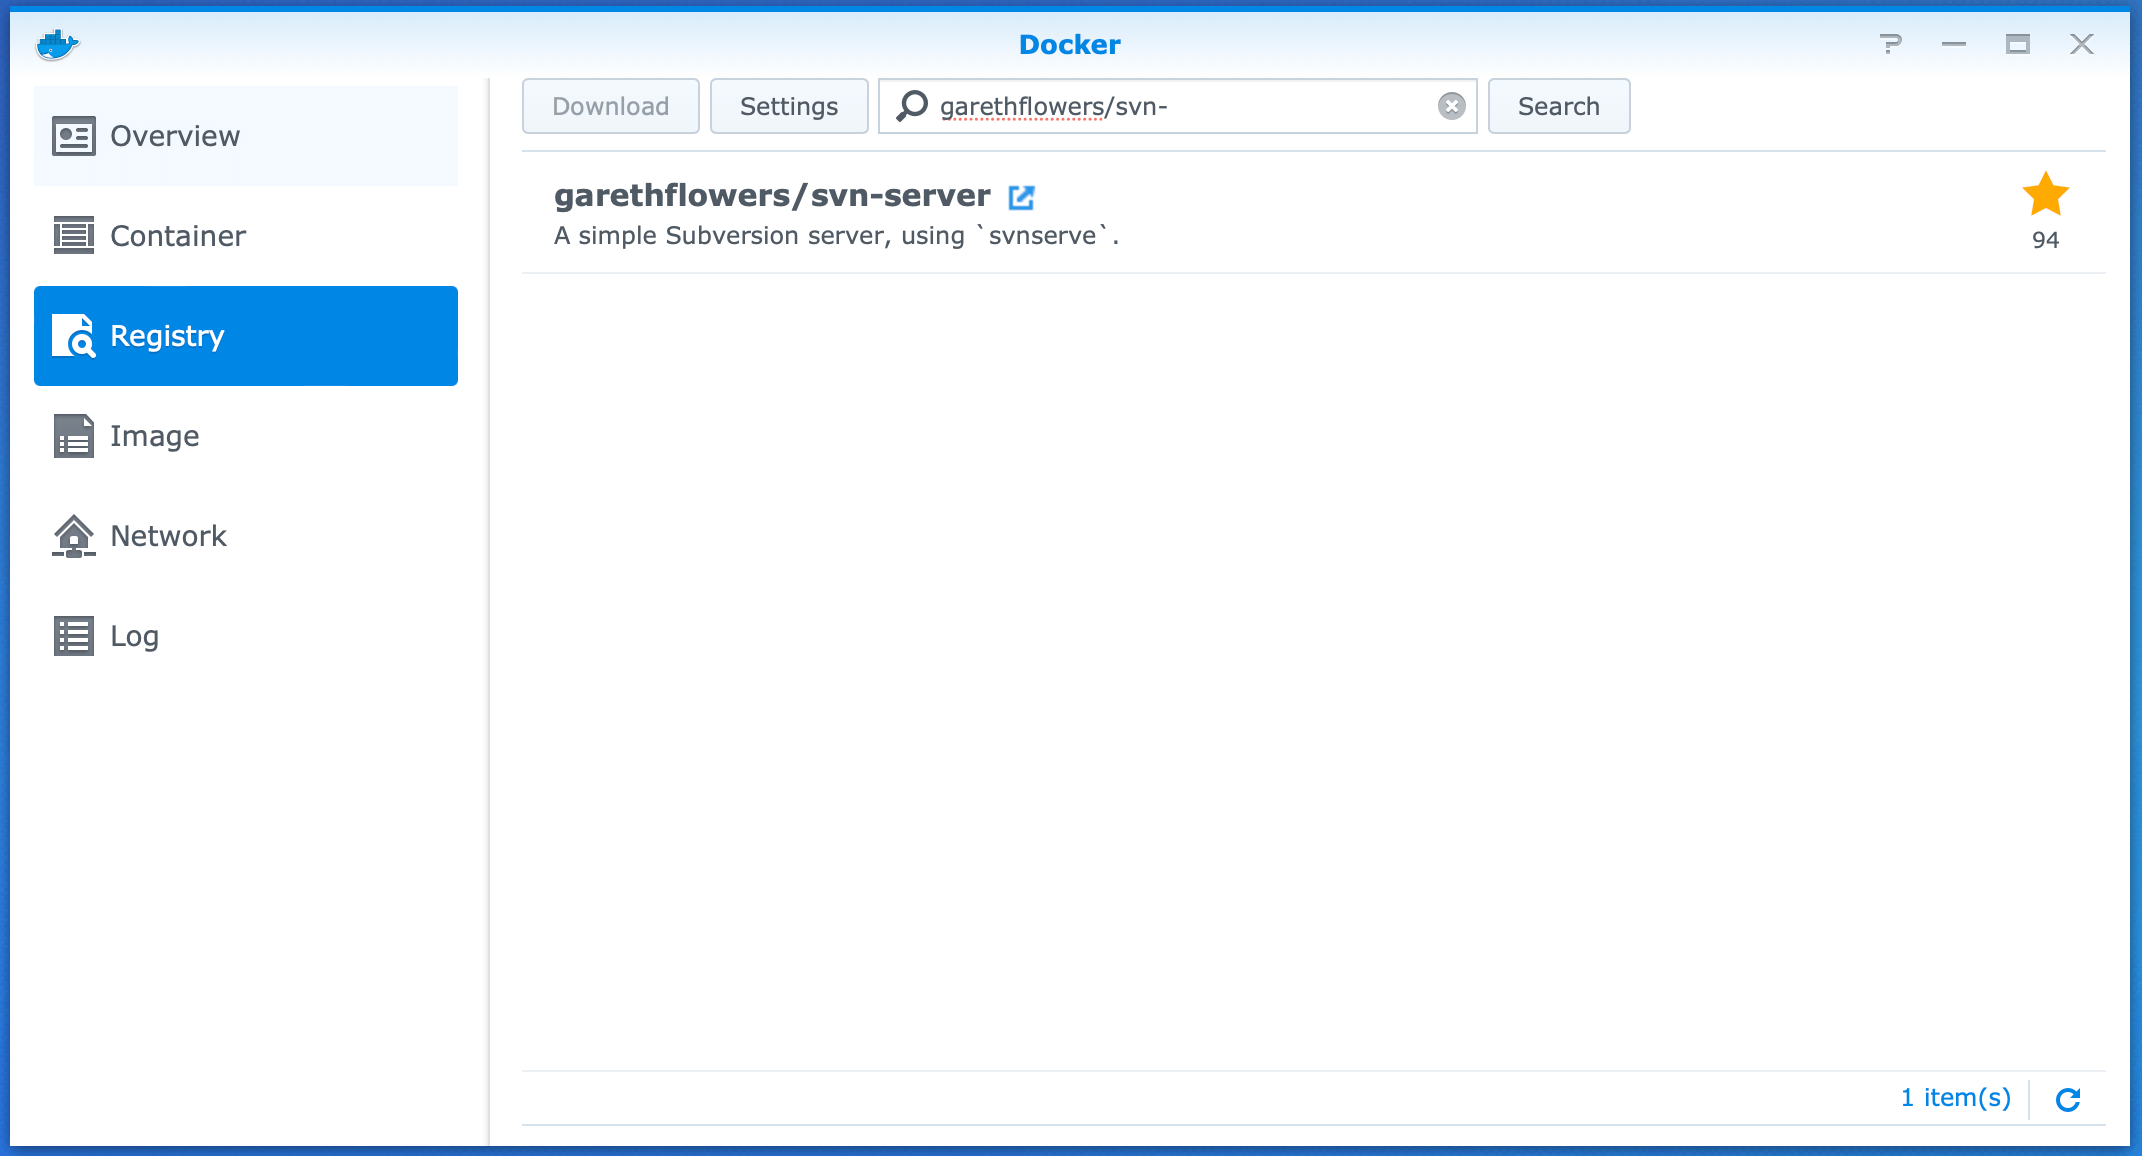 Docker
Overview
Container
Registry
Image
Network
Log
Download
Settings
garethflowers/svn-
Search
garethflowers/svn-server
A simple Subversion server, using `svnserve`.
94
1 item(s)